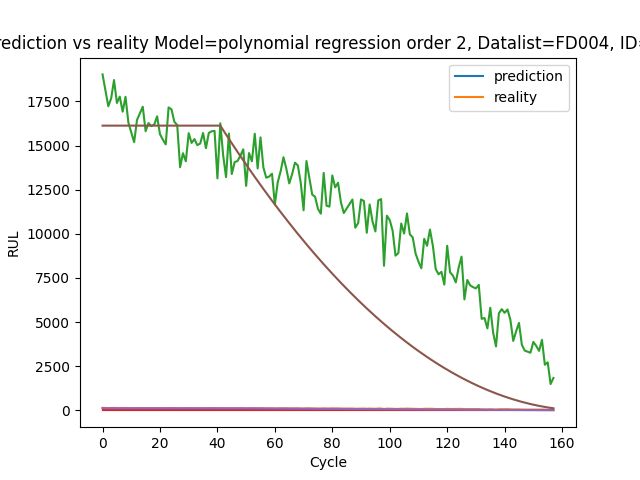 rediction vs reality Model=polynomial regression order 2, Datalist=FD004, ID=
prediction
reality
17500
15000
12500
10000
7500
5000
2500
0
RUL
0 20 40 60 80 100 120 140 160
Cycle